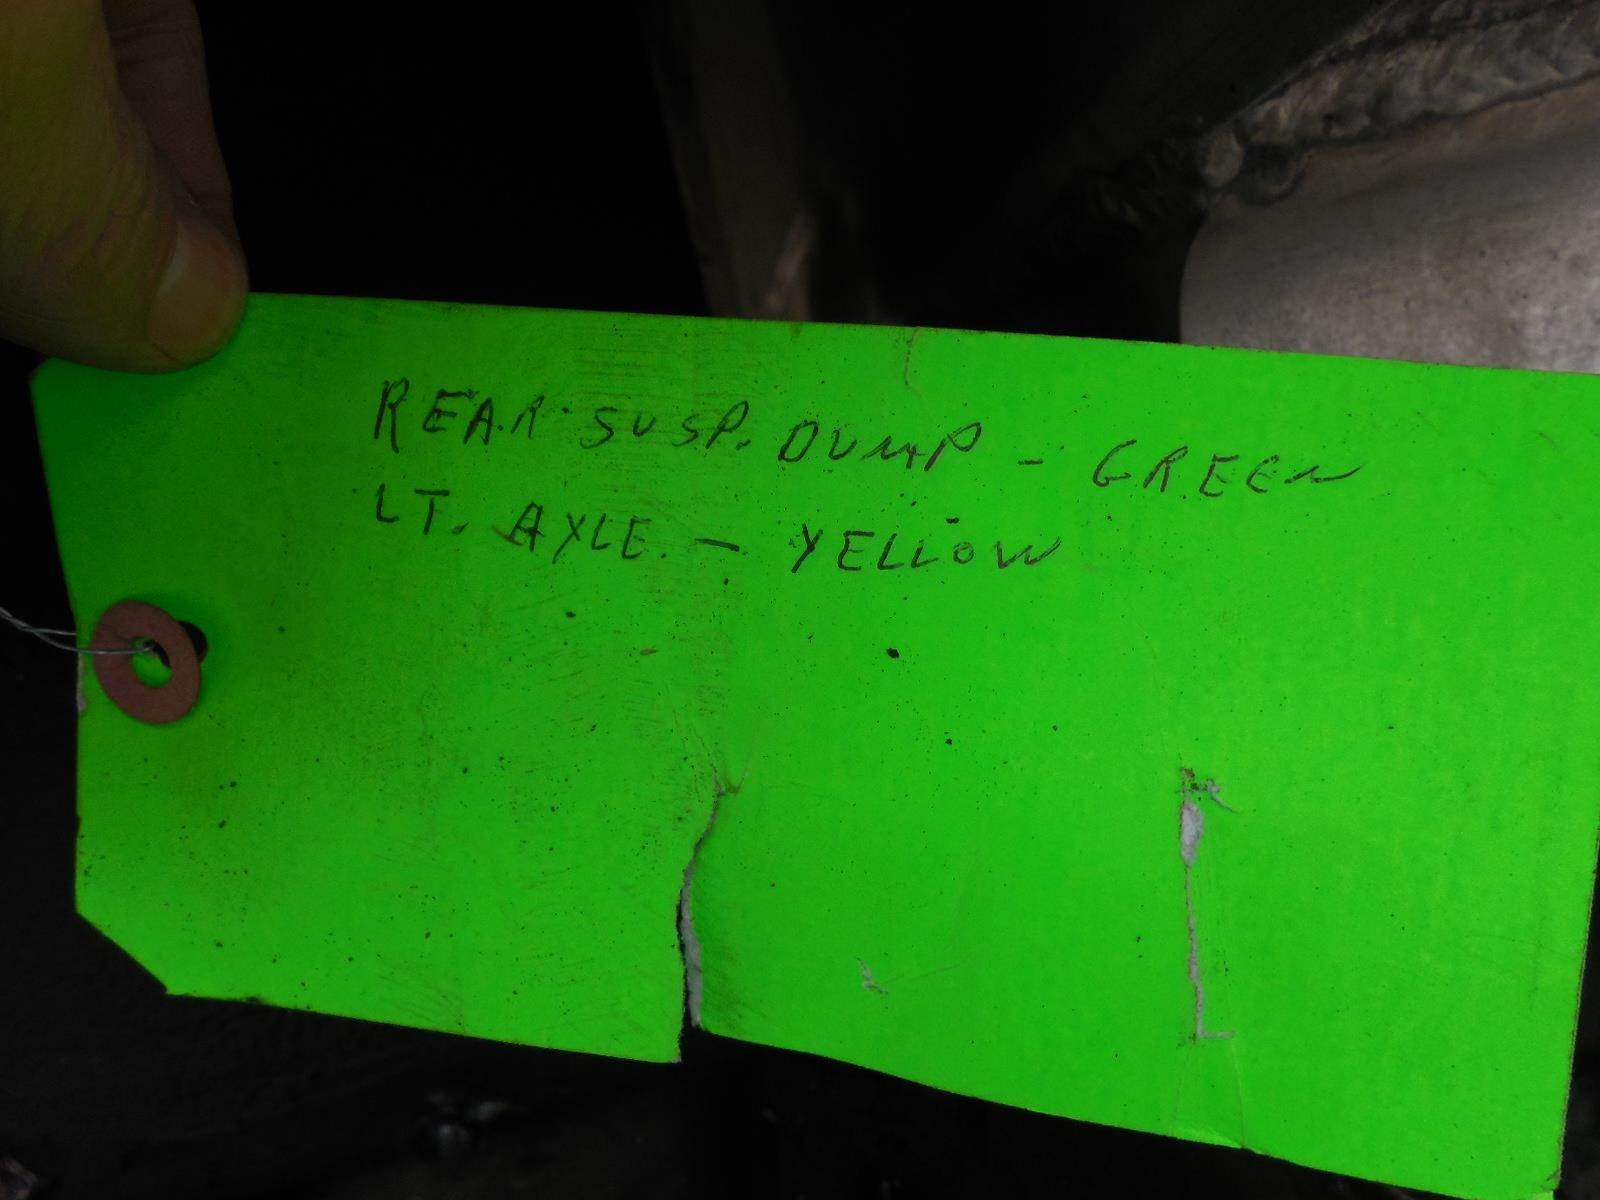 REAR SUSP. DUMP - GREEN
LT. AXLE. - YELLOW